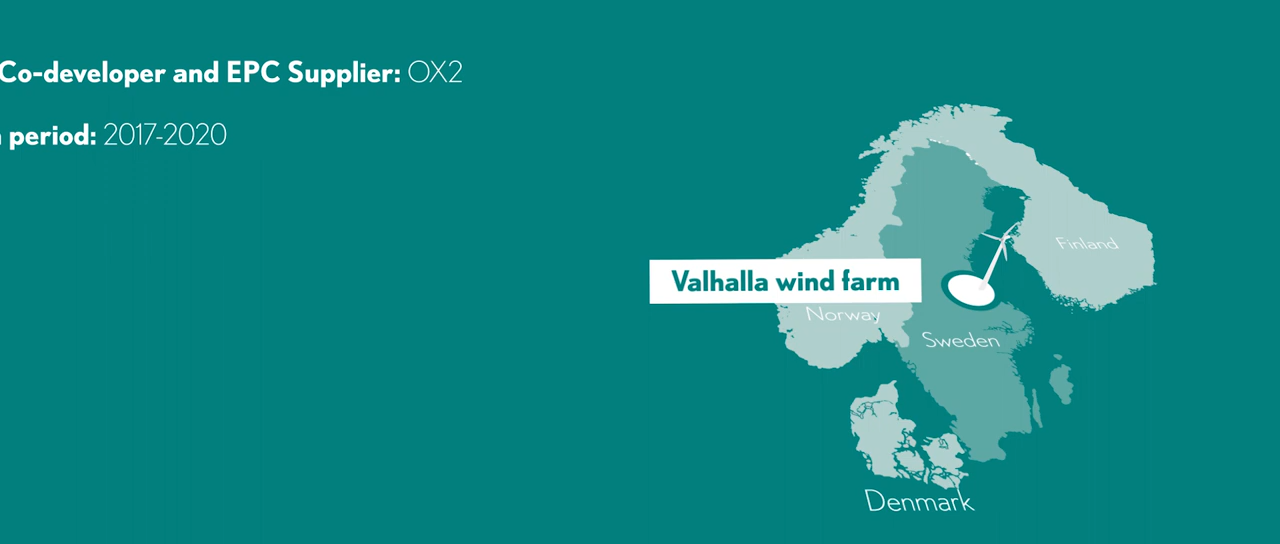 Co-developer and EPC Supplier: OX2
period: 2017-2020
Finland
Valhalla wind farm
Norway
Sweden
Denmark